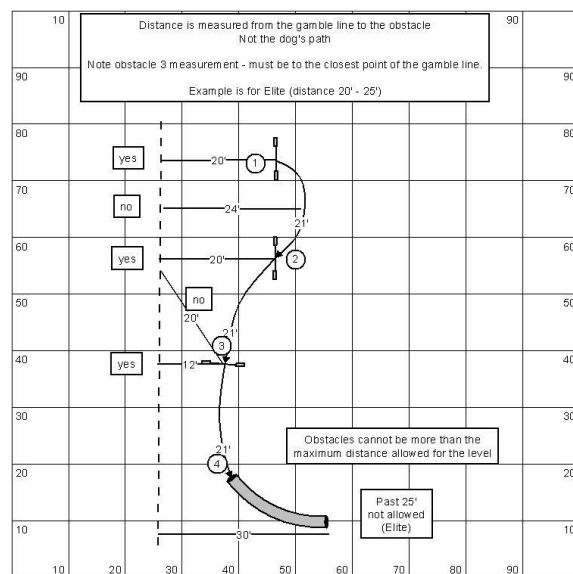 10
90
Distance is measured from the gamble line to the obstacle
Not the dog's path
Note obstacle 3 measurement - must to be the closest point of the gamble line.
Example is for Elite (distance 20' - 25')
90
90
80
80
yes
20'
1
70
70
no
24'
21'
60
60
yes
20'
2
50
50
no
20'
21'
3
40
40
yes
12'
30
30
Obstacles cannot be more than the
maximum distance allowed for the level
21'
4
20
20
Past 25'
not allowed
(Elite)
10
10
30'
10 20 30 40 50 60 70 80 90